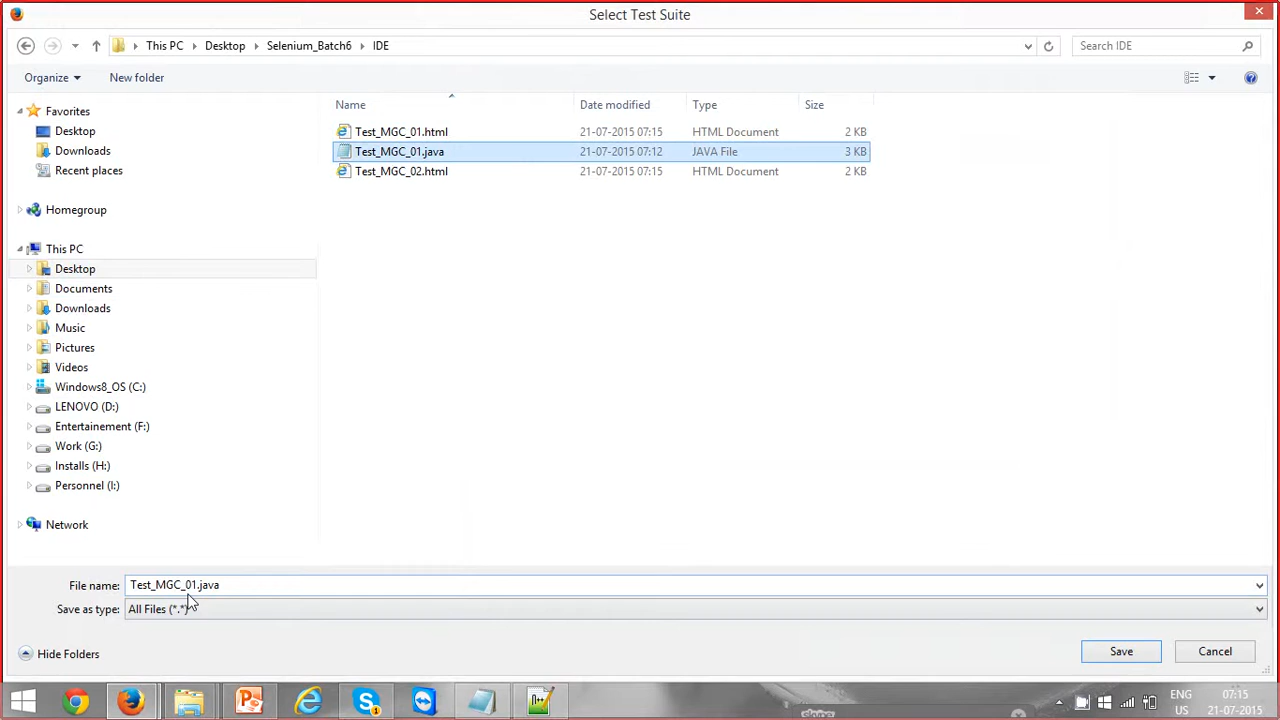 Select Test Suite
This PC Desktop Selenium_Batch6 IDE
Search IDE
Organize
New folder
Name Date modified Type Size
Favorites
Desktop
Downloads
Recent places
Homegroup
This PC
Desktop
Documents
Downloads
Music
Pictures
Videos
Windows8_OS (C:)
LENOVO (D:)
Entertainement (F:)
Work (G:)
Installs (H:)
Personnel (I:)
Network
Test_MGC_01.html 21-07-2015 07:15 HTML Document 2 KB
Test_MGC_01.java 21-07-2015 07:12 JAVA File 3 KB
Test_MGC_02.html 21-07-2015 07:15 HTML Document 2 KB
File name: Test_MGC_01.java
Save as type: All Files (*.*)
Hide Folders
Save
Cancel
ENG 07:15
US 21-07-2015